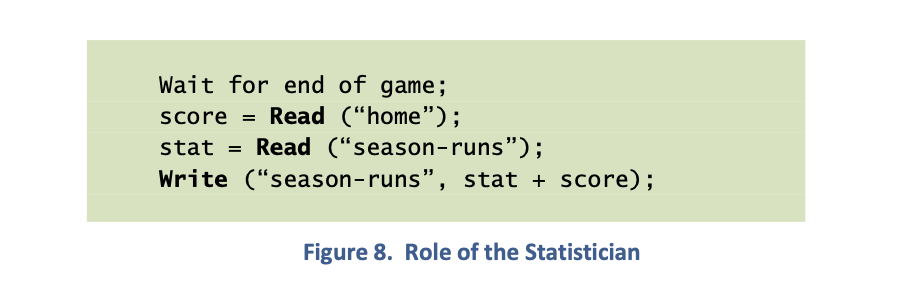 Wait for end of game;
score = Read (“home”);
stat = Read (“season-runs”);
Write (“season-runs”, stat + score);
Figure 8. Role of the Statistician